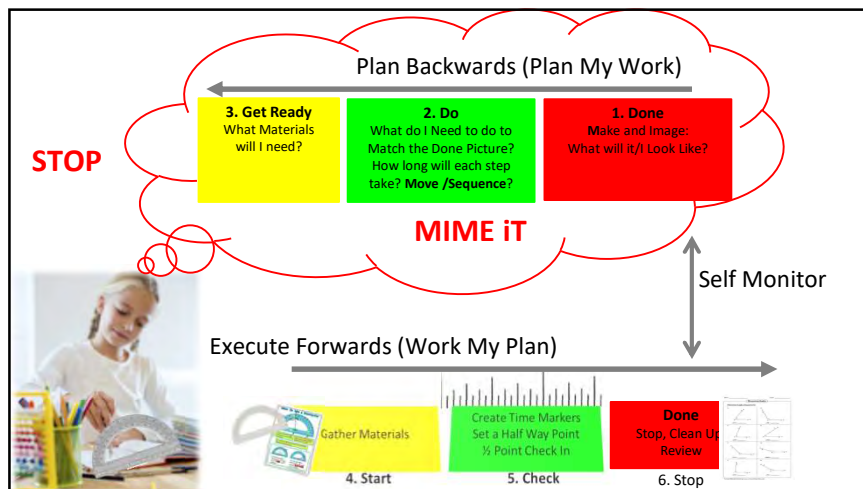 Plan Backwards (Plan My Work)
3. Get Ready
What Materials
will I need?
2. Do
What do I Need to do to
Match the Done Picture?
How long will each step
take? Move /Sequence?
1. Done
Make and Image:
What will it/I Look Like?
STOP
MIME iT
Self Monitor
Execute Forwards (Work My Plan)
Gather Materials
4. Start
Create Time Markers
Set a Half Way Point
½ Point Check In
5. Check
Done
Stop, Clean Up
Review
6. Stop